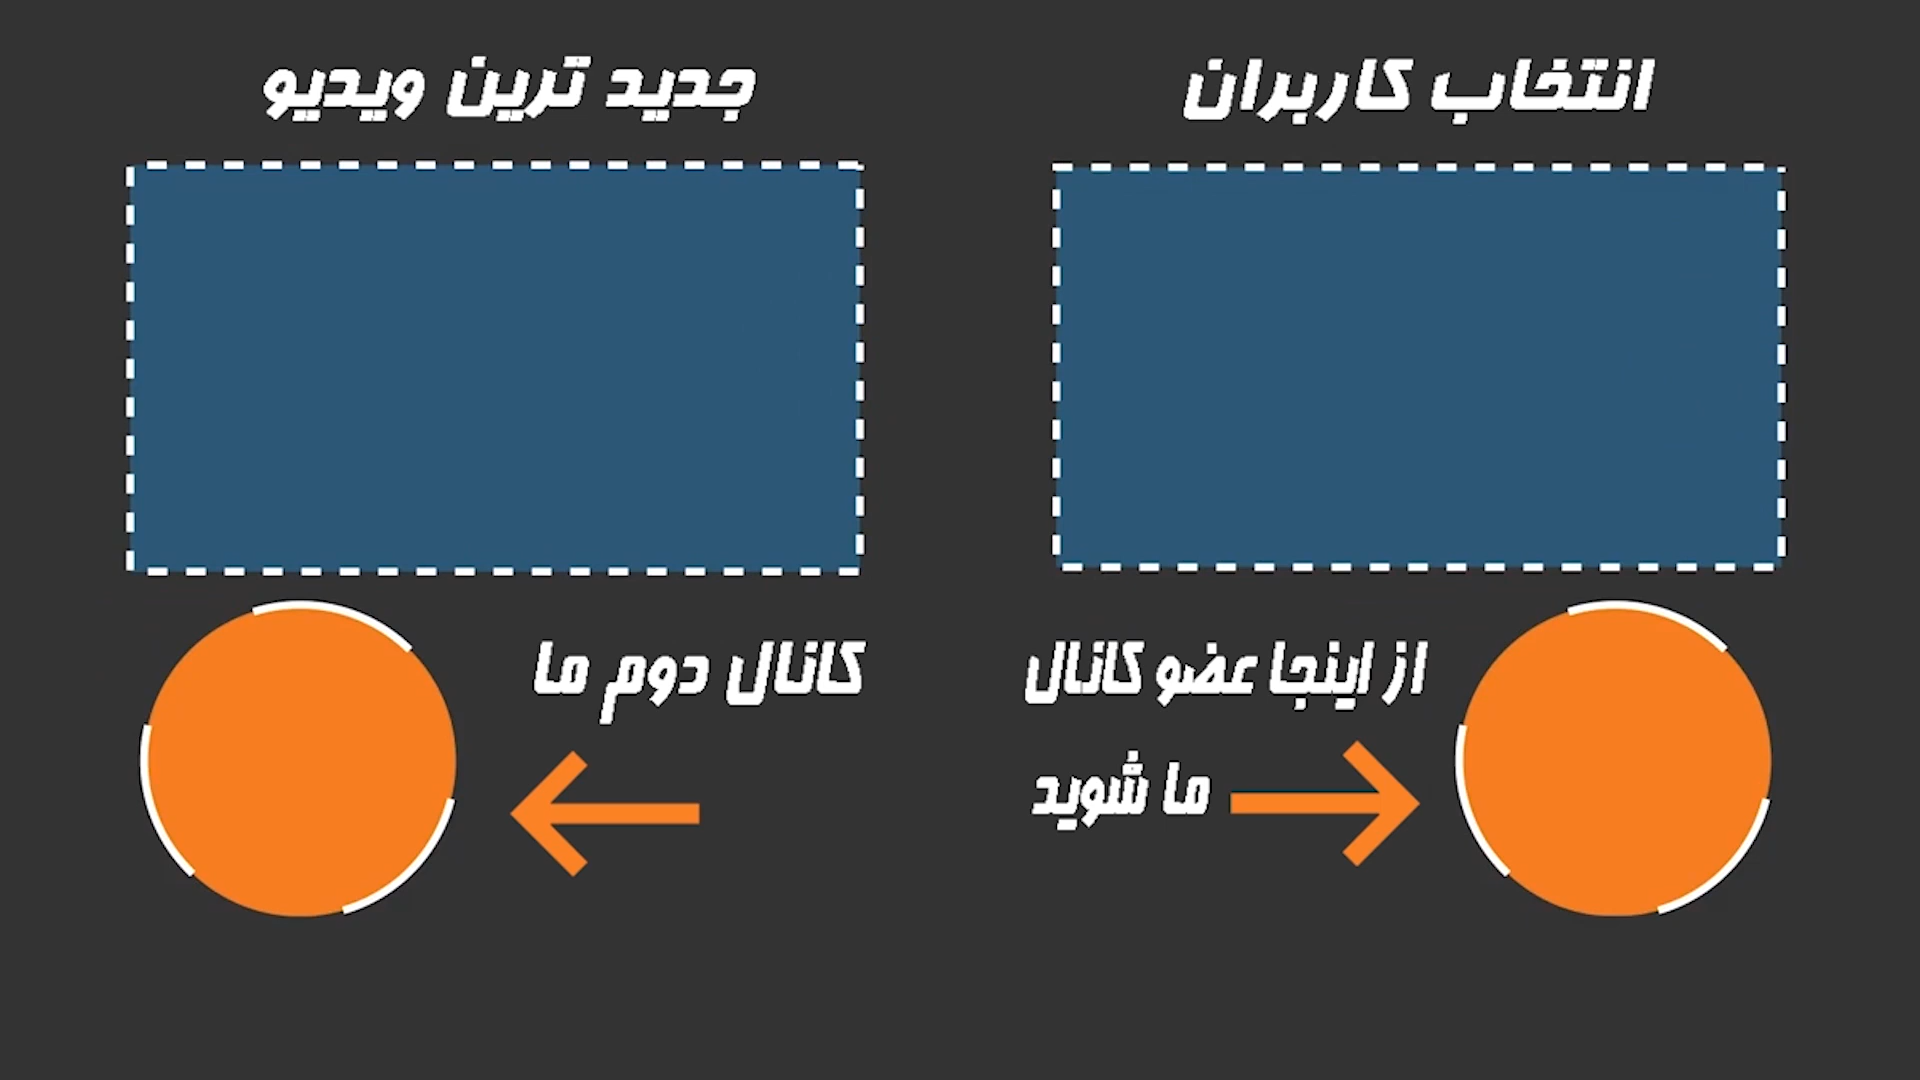 انتخاب کاربران
جدید ترین ویدیو
از اینجا عضو کانال
ما شوید
کانال دوم ما